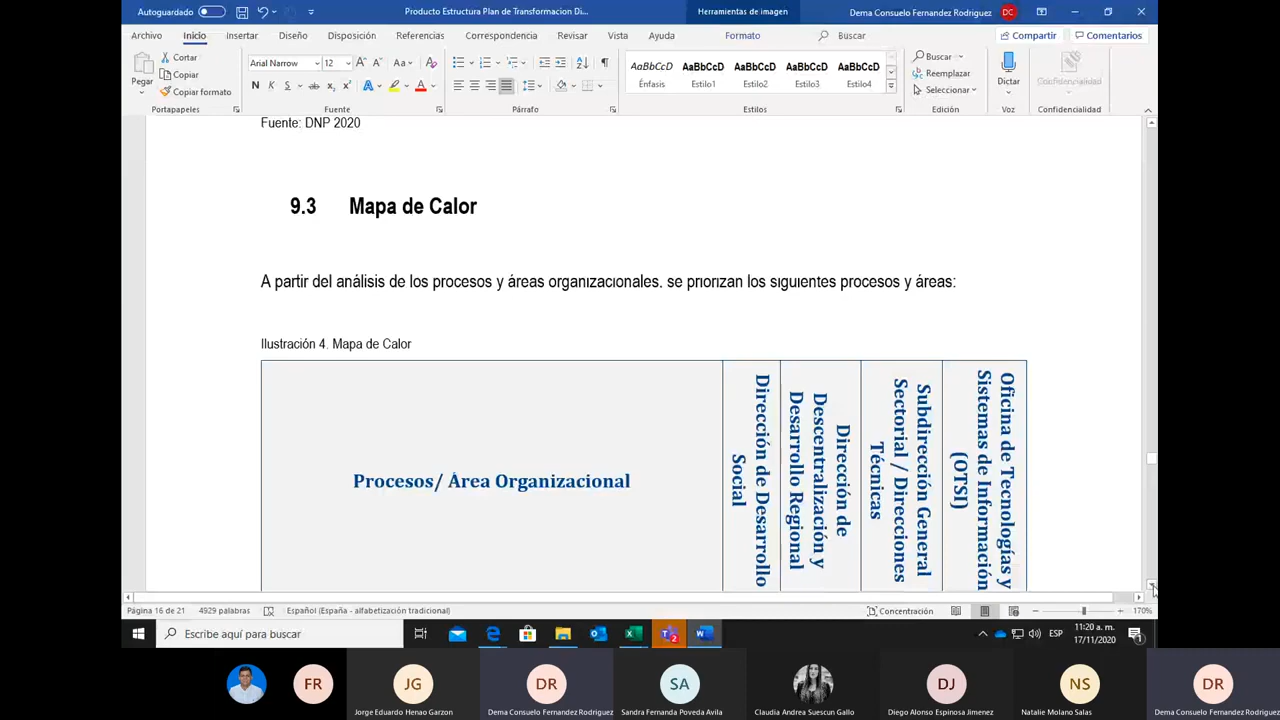 Autoguardado
Producto Estructura Plan de Transformacion Di...
Herramientas de imagen
Dema Consuelo Fernandez Rodriguez
DC
Archivo
Inicio
Insertar
Diseño
Disposición
Referencias
Correspondencia
Revisar
Vista
Ayuda
Formato
Buscar
Compartir
Comentarios
Pegar
Cortar
Copiar
Copiar formato
Portapapeles
Arial Narrow
12
Fuente
Párrafo
AaBbCcD
Énfasis
AaBbCc
Estilo1
AaBbCc
Estilo2
AaBbCc
Estilo3
AaBbCc
Estilo4
Estilos
Buscar
Reemplazar
Seleccionar
Edición
Dictar
Voz
Confidencialidad
Confidencialidad
Fuente: DNP 2020
9.3 Mapa de Calor
A partir del análisis de los procesos y áreas organizacionales, se priorizan los siguientes procesos y áreas:
Ilustración 4. Mapa de Calor
Procesos/ Área Organizacional
Dirección de Desarrollo
Social
Dirección de
Descentralización y
Desarrollo Regional
Subdirección General
Sectorial / Direcciones
Técnicas
Oficina de Tecnologías y
Sistemas de Información
(OTSI)
Página 16 de 21
4929 palabras
Español (España - alfabetización tradicional)
Concentración
170%
Escribe aquí para buscar
ESP
11:20 a. m.
17/11/2020
FR
JG
Jorge Eduardo Henao Garzon
DR
Dema Consuelo Fernandez Rodriguez
SA
Sandra Fernanda Poveda Avila
Claudia Andrea Suescun Gallo
DJ
Diego Alonso Espinosa Jimenez
NS
Natalie Molano Salas
DR
Dema Consuelo Fernandez Rodriguez